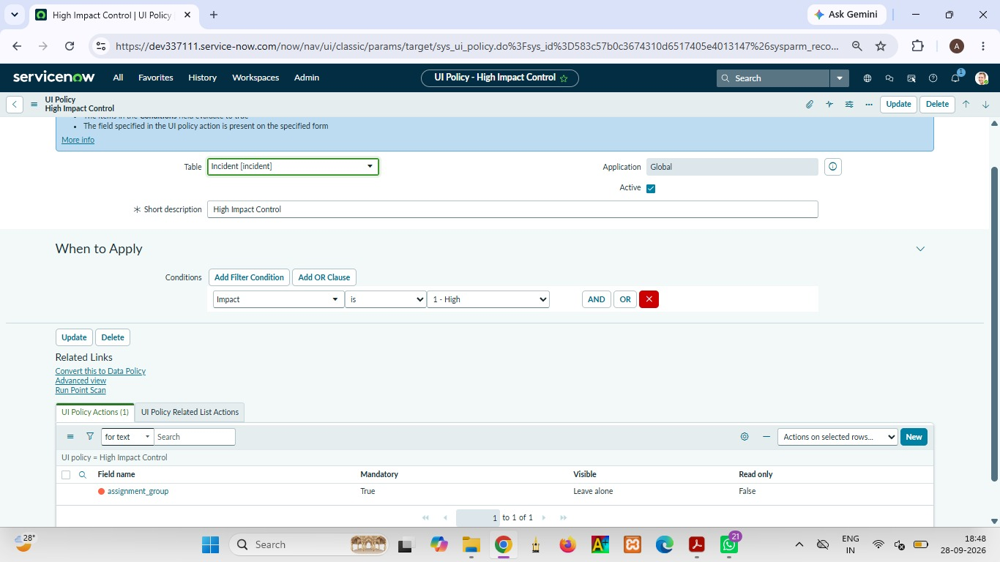 High Impact Control | UI Policy
Ask Gemini
https://dev337111.service-now.com/now/nav/ui/classic/params/target/sys_ui_policy.do%3Fsys_id%3D583c57b0c3674310d6517405e4013147%26sysparm_reco...
A
servicenow All Favorites History Workspaces Admin
UI Policy - High Impact Control
Search
1
UI Policy
High Impact Control
Update Delete
The items in the Conditions field evaluate to true
The field specified in the UI policy action is present on the specified form
More info
Table Incident [incident]
Application Global
Active
Short description High Impact Control
When to Apply
Conditions Add Filter Condition Add OR Clause
Impact is 1 - High AND OR
Update Delete
Related Links
Convert this to Data Policy
Advanced view
Run Point Scan
UI Policy Actions (1) UI Policy Related List Actions
for text Search Actions on selected rows... New
UI policy = High Impact Control
Field name Mandatory Visible Read only
assignment_group True Leave alone False
1 to 1 of 1
28°
Search
21
ENG
IN
18:48
28-09-2026